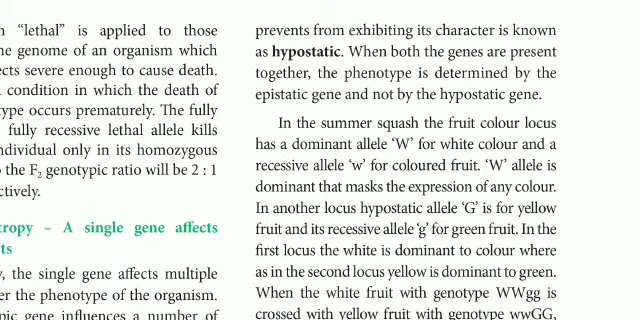 “lethal” is applied to those
genome of an organism which
severe enough to cause death.
condition in which the death of
occurs prematurely. The fully
fully recessive lethal allele kills
only in its homozygous
the F₂ genotypic ratio will be 2 : 1
– A single gene affects
the single gene affects multiple
the phenotype of the organism.
gene influences a number of
prevents from exhibiting its character is known
as hypostatic. When both the genes are present
together, the phenotype is determined by the
epistatic gene and not by the hypostatic gene.
In the summer squash the fruit colour locus
has a dominant allele ‘W’ for white colour and a
recessive allele ‘w’ for coloured fruit. ‘W’ allele is
dominant that masks the expression of any colour.
In another locus hypostatic allele ‘G’ is for yellow
fruit and its recessive allele ‘g’ for green fruit. In the
first locus the white is dominant to colour where
as in the second locus yellow is dominant to green.
When the white fruit with genotype WWgg is
crossed with yellow fruit with genotype wwGG,